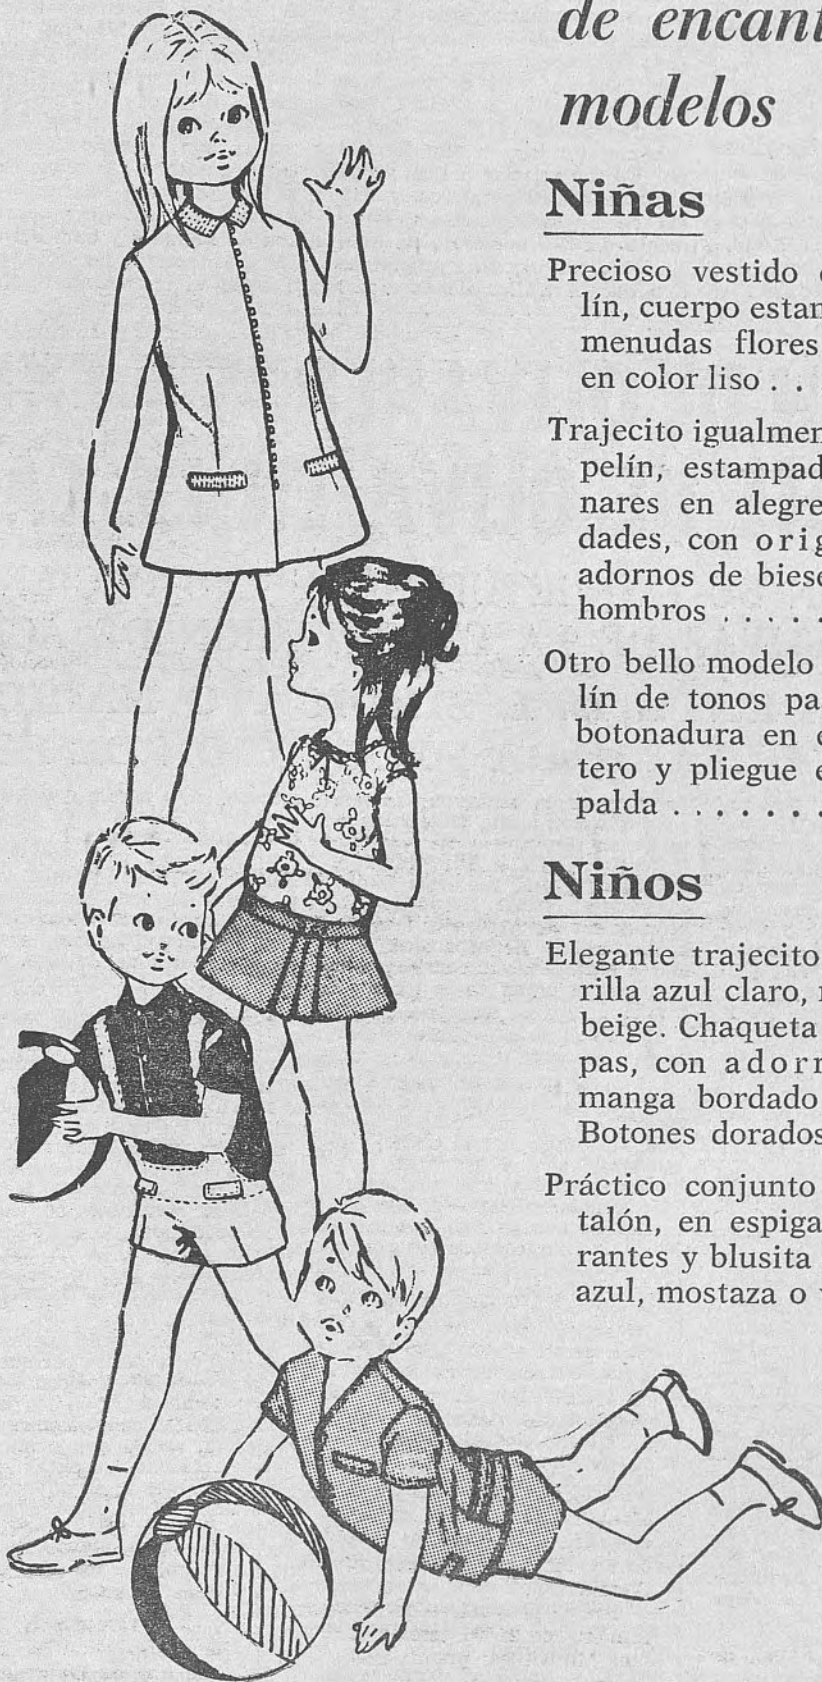 de encant
modelos
Niñas
Precioso vestido
lín, cuerpo estam
menudas flores
en color liso . .
Trajecito igualmen
pelín, estampad
nares en alegre
dades, con orig
adornos de biese
hombros . . . . .
Otro bello modelo
lín de tonos pa
botonadura en
tero y pliegue e
palda . . . . . . .
Niños
Elegante trajecito
rilla azul claro,
beige. Chaqueta
pas, con adorn
manga bordado
Botones dorados
Práctico conjunto
talón, en espiga
rantes y blusita
azul, mostaza o